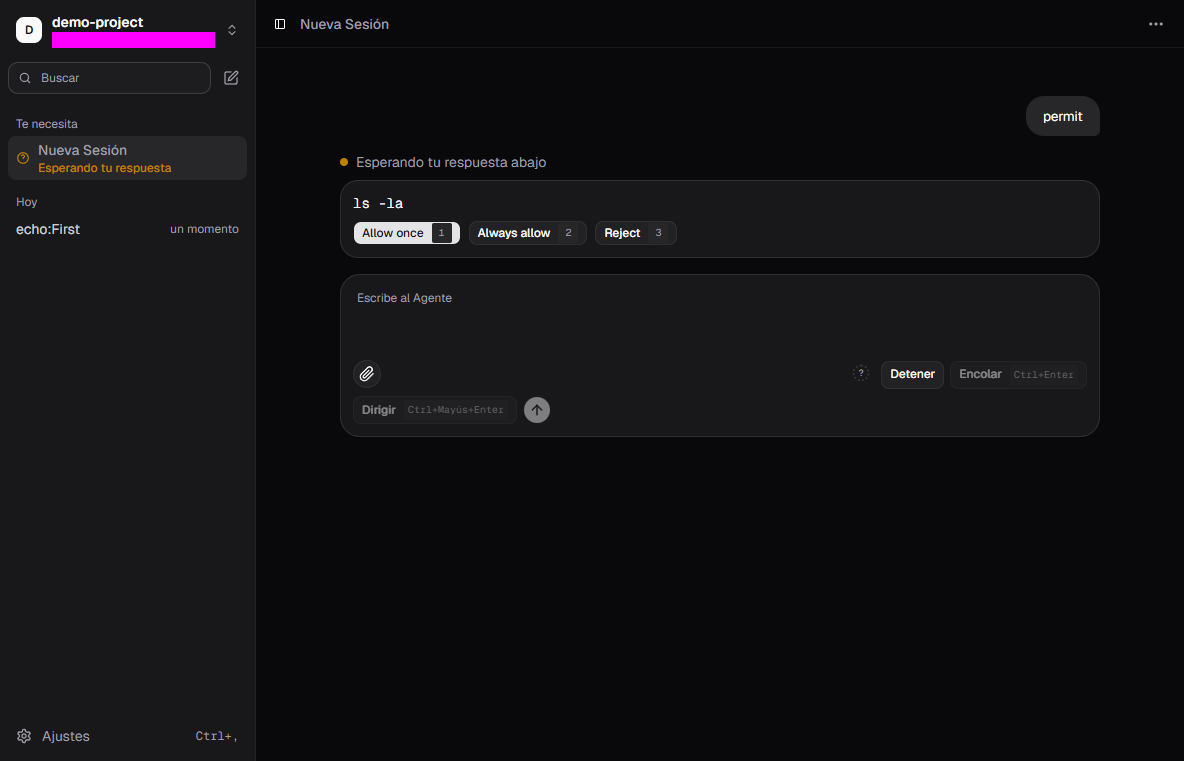 D
demo-project
Buscar
Te necesita
Nueva Sesión
Esperando tu respuesta
Hoy
echo:First un momento
Ajustes Ctrl+,
Nueva Sesión
permit
Esperando tu respuesta abajo
ls -la
Allow once 1 Always allow 2 Reject 3
Escribe al Agente
? Detener Encolar Ctrl+Enter
Dirigir Ctrl+Mayús+Enter